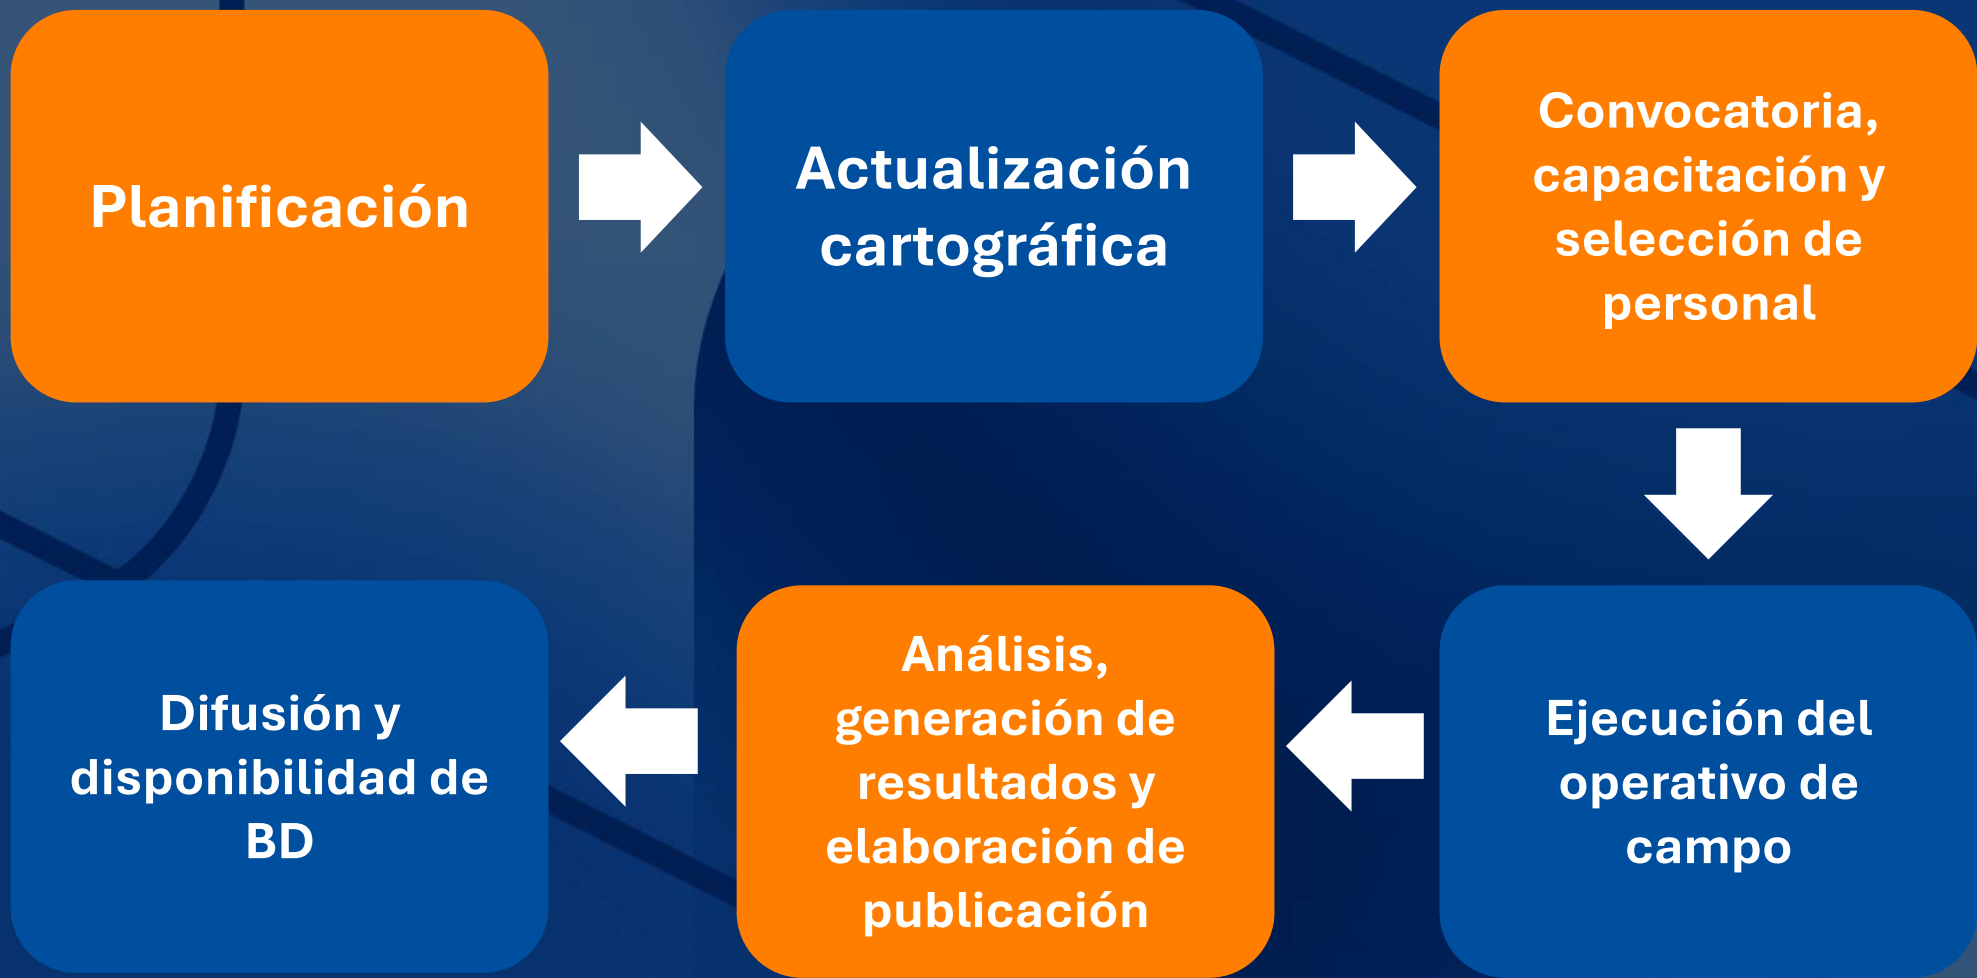 Planificación
Actualización
cartográfica
Convocatoria,
capacitación y
selección de
personal
Ejecución del
operativo de
campo
Análisis,
generación de
resultados y
elaboración de
publicación
Difusión y
disponibilidad de
BD